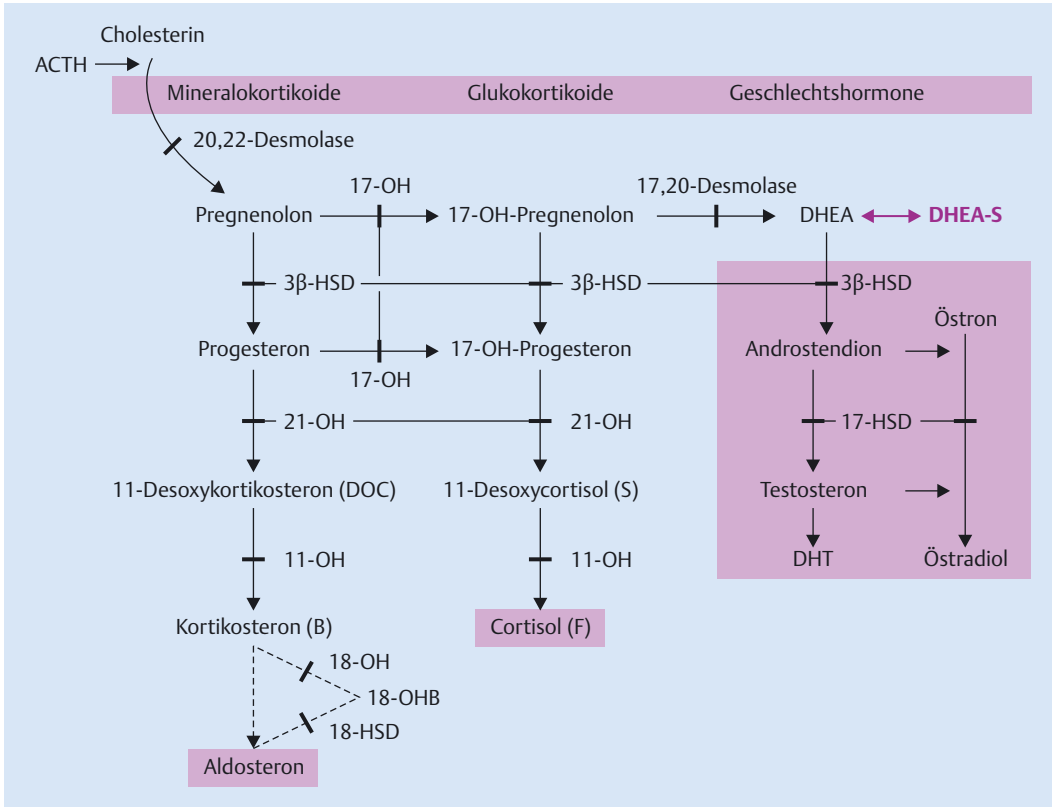 Cholesterin
ACTH
Mineralokortikoide Glukokortikoide Geschlechtshormone
20,22-Desmolase
17-OH 17,20-Desmolase
Pregnenolon 17-OH-Pregnenolon DHEA DHEA-S
3β-HSD 3β-HSD 3β-HSD
Östron
Progesteron 17-OH-Progesteron Androstendion
17-OH
21-OH 21-OH 17-HSD
11-Desoxykortikosteron (DOC) 11-Desoxycortisol (S) Testosteron
11-OH 11-OH DHT Östradiol
Kortikosteron (B) Cortisol (F)
18-OH
18-OHB
18-HSD
Aldosteron